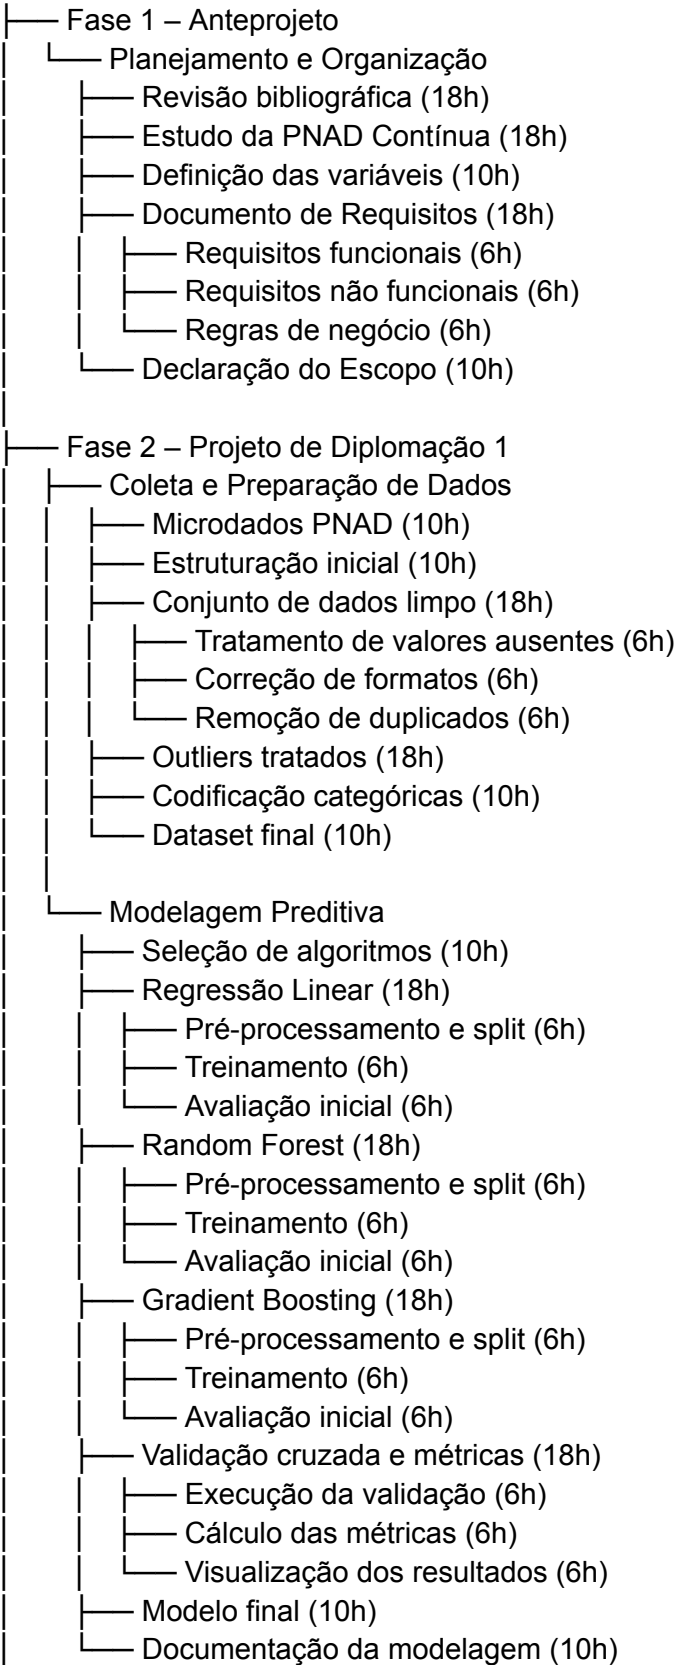 Fase 1 – Anteprojeto
Planejamento e Organização
Revisão bibliográfica (18h)
Estudo da PNAD Contínua (18h)
Definição das variáveis (10h)
Documento de Requisitos (18h)
Requisitos funcionais (6h)
Requisitos não funcionais (6h)
Regras de negócio (6h)
Declaração do Escopo (10h)
Fase 2 – Projeto de Diplomação 1
Coleta e Preparação de Dados
Microdados PNAD (10h)
Estruturação inicial (10h)
Conjunto de dados limpo (18h)
Tratamento de valores ausentes (6h)
Correção de formatos (6h)
Remoção de duplicados (6h)
Outliers tratados (18h)
Codificação categóricas (10h)
Dataset final (10h)
Modelagem Preditiva
Seleção de algoritmos (10h)
Regressão Linear (18h)
Pré-processamento e split (6h)
Treinamento (6h)
Avaliação inicial (6h)
Random Forest (18h)
Pré-processamento e split (6h)
Treinamento (6h)
Avaliação inicial (6h)
Gradient Boosting (18h)
Pré-processamento e split (6h)
Treinamento (6h)
Avaliação inicial (6h)
Validação cruzada e métricas (18h)
Execução da validação (6h)
Cálculo das métricas (6h)
Visualização dos resultados (6h)
Modelo final (10h)
Documentação da modelagem (10h)